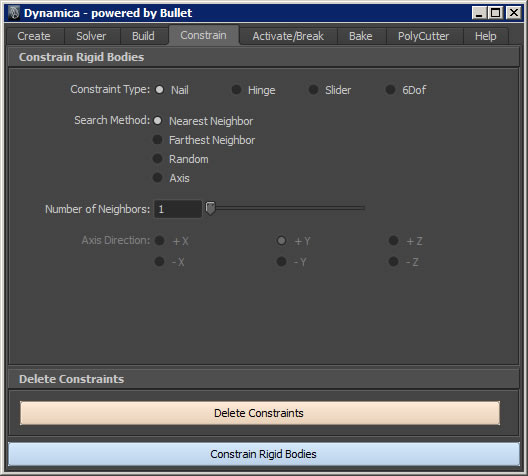 Dynamica - powered by Bullet
Create Solver Build Constrain Activate/Break Bake PolyCutter Help
Constrain Rigid Bodies
Constraint Type: Nail Hinge Slider 6Dof
Search Method: Nearest Neighbor
Farthest Neighbor
Random
Axis
Number of Neighbors: 1
Axis Direction: + X + Y + Z
- X - Y - Z
Delete Constraints
Delete Constraints
Constrain Rigid Bodies